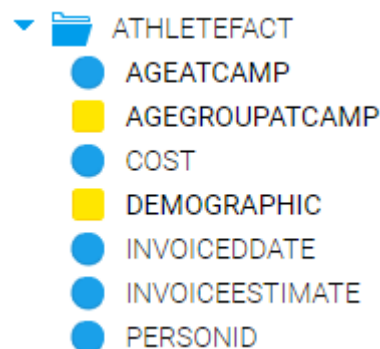 ATHLETEFACT
AGEATCAMP
AGEGROUPATCAMP
COST
DEMOGRAPHIC
INVOICEDDATE
INVOICEESTIMATE
PERSONID